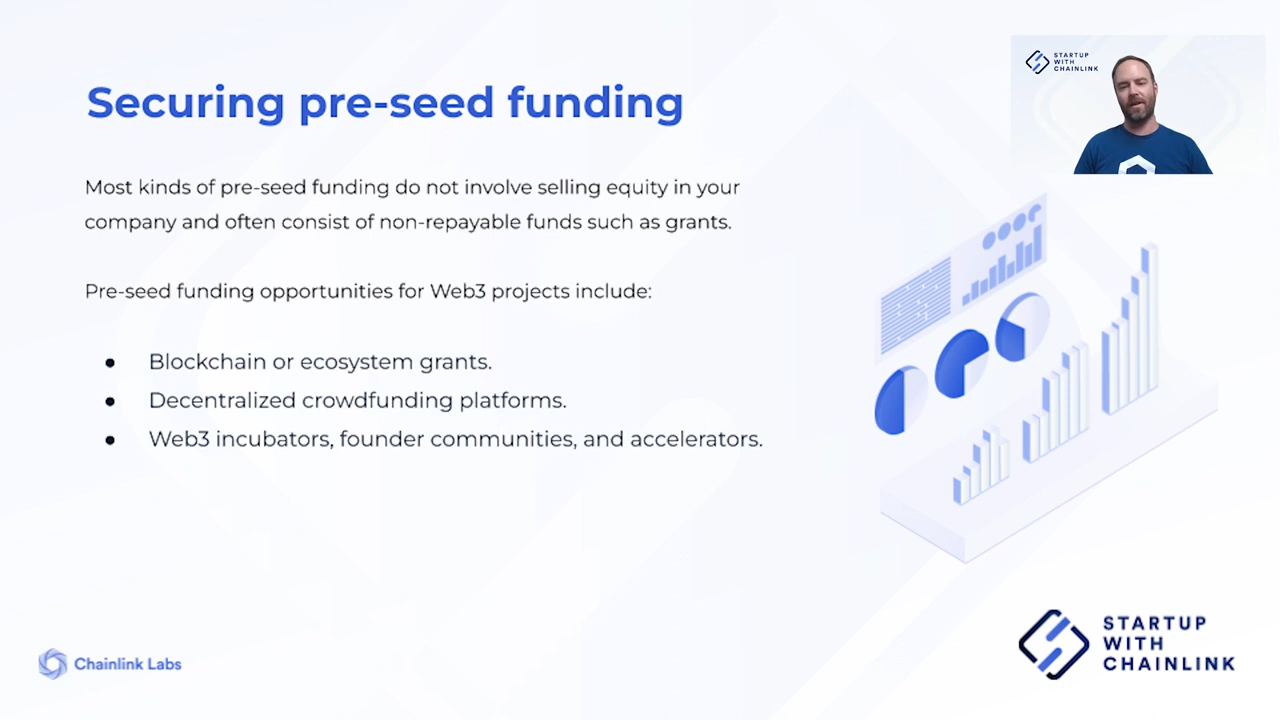 STARTUP
WITH
CHAINLINK
Securing pre-seed funding
Most kinds of pre-seed funding do not involve selling equity in your
company and often consist of non-repayable funds such as grants.
Pre-seed funding opportunities for Web3 projects include:
● Blockchain or ecosystem grants.
● Decentralized crowdfunding platforms.
● Web3 incubators, founder communities, and accelerators.
Chainlink Labs
STARTUP
WITH
CHAINLINK